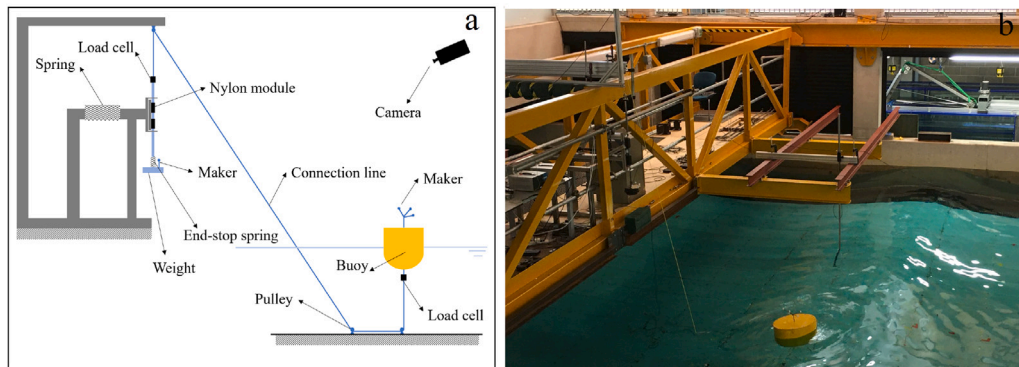 a
b
Load cell
Spring
Nylon module
Camera
Maker
Connection line
Maker
End-stop spring
Weight
Buoy
Pulley
Load cell